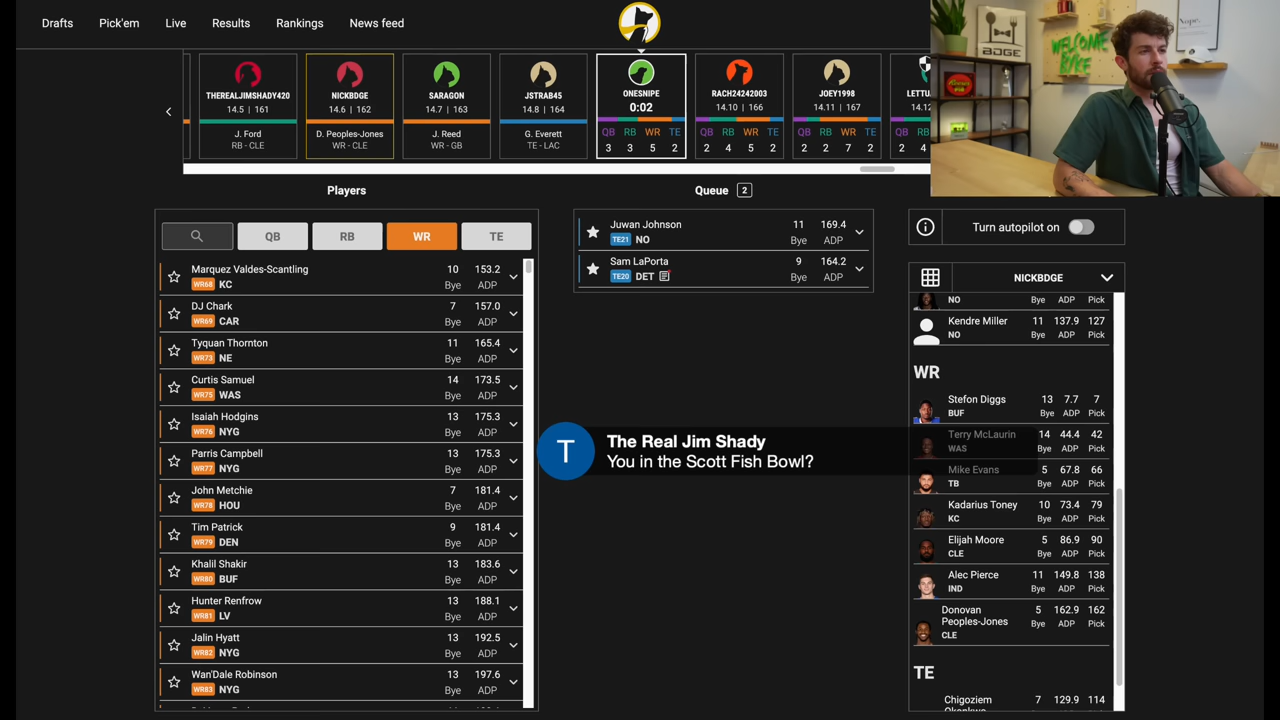 Drafts
Pick'em
Live
Results
Rankings
News feed
THEREALJIMSHADY420
14.5 | 161
J. Ford
RB - CLE
NICKBDGE
14.6 | 162
D. Peoples-Jones
WR - CLE
SARAGON
14.7 | 163
J. Reed
WR - GB
JSTRAB45
14.8 | 164
G. Everett
TE - LAC
ONESNIPE
0:02
QB RB WR TE
3 3 5 2
RACH24242003
14.10 | 166
QB RB WR TE
2 4 5 2
JOEY1998
14.11 | 167
QB RB WR TE
2 2 7 2
14.12
QB RB
2 4
BDGE
WELCOME
Nope.
Players
QB
RB
WR
TE
Marquez Valdes-Scantling 10 153.2
WR68 KC Bye ADP
DJ Chark 7 157.0
WR69 CAR Bye ADP
Tyquan Thornton 11 165.4
WR73 NE Bye ADP
Curtis Samuel 14 173.5
WR75 WAS Bye ADP
Isaiah Hodgins 13 175.3
WR76 NYG Bye ADP
Parris Campbell 13 175.3
WR77 NYG Bye ADP
John Metchie 7 181.4
WR78 HOU Bye ADP
Tim Patrick 9 181.4
WR79 DEN Bye ADP
Khalil Shakir 13 183.6
WR80 BUF Bye ADP
Hunter Renfrow 13 188.1
WR81 LV Bye ADP
Jalin Hyatt 13 192.5
WR82 NYG Bye ADP
Wan'Dale Robinson 13 197.6
WR83 NYG Bye ADP
Queue 2
Juwan Johnson 11 169.4
TE21 NO Bye ADP
Sam LaPorta 9 164.2
TE20 DET Bye ADP
T
The Real Jim Shady
You in the Scott Fish Bowl?
Turn autopilot on
NICKBDGE
NO Bye ADP Pick
Kendre Miller 11 137.9 127
NO Bye ADP Pick
WR
Stefon Diggs 13 7.7 7
BUF Bye ADP Pick
Terry McLaurin 14 44.4 42
WAS Bye ADP Pick
Mike Evans 5 67.8 66
TB Bye ADP Pick
Kadarius Toney 10 73.4 79
KC Bye ADP Pick
Elijah Moore 5 86.9 90
CLE Bye ADP Pick
Alec Pierce 11 149.8 138
IND Bye ADP Pick
Donovan 5 162.9 162
Peoples-Jones Bye ADP Pick
CLE
TE
Chigoziem 7 129.9 114
Okonkwo Bye ADP Pick